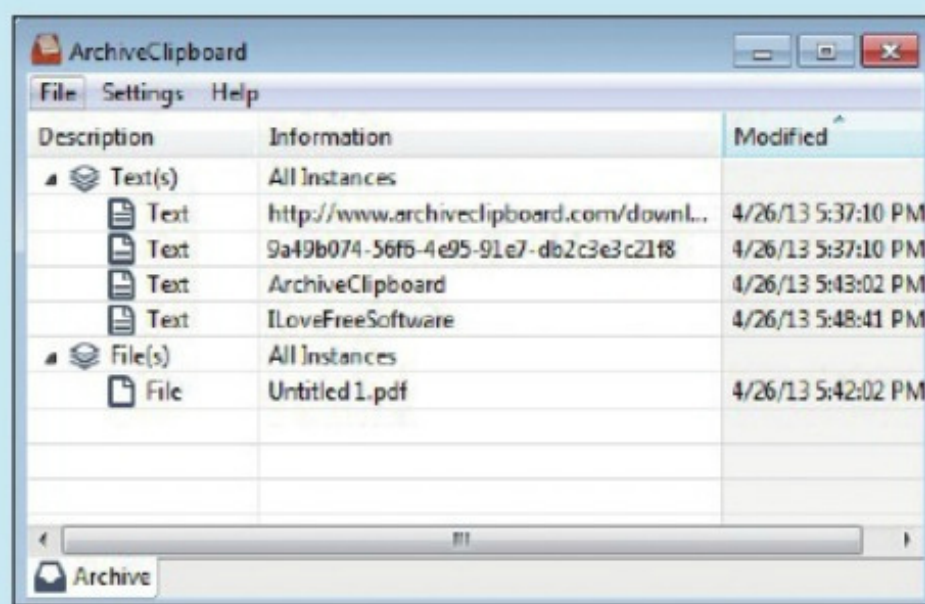 ArchiveClipboard
File Settings Help
Description Information Modified
Text(s) All Instances
Text http://www.archiveclipboard.com/downl... 4/26/13 5:37:10 PM
Text 9a49b074-56f6-4e95-91e7-db2c3e3c21f8 4/26/13 5:37:10 PM
Text ArchiveClipboard 4/26/13 5:43:02 PM
Text ILoveFreeSoftware 4/26/13 5:48:41 PM
File(s) All Instances
File Untitled 1.pdf 4/26/13 5:42:02 PM
Archive